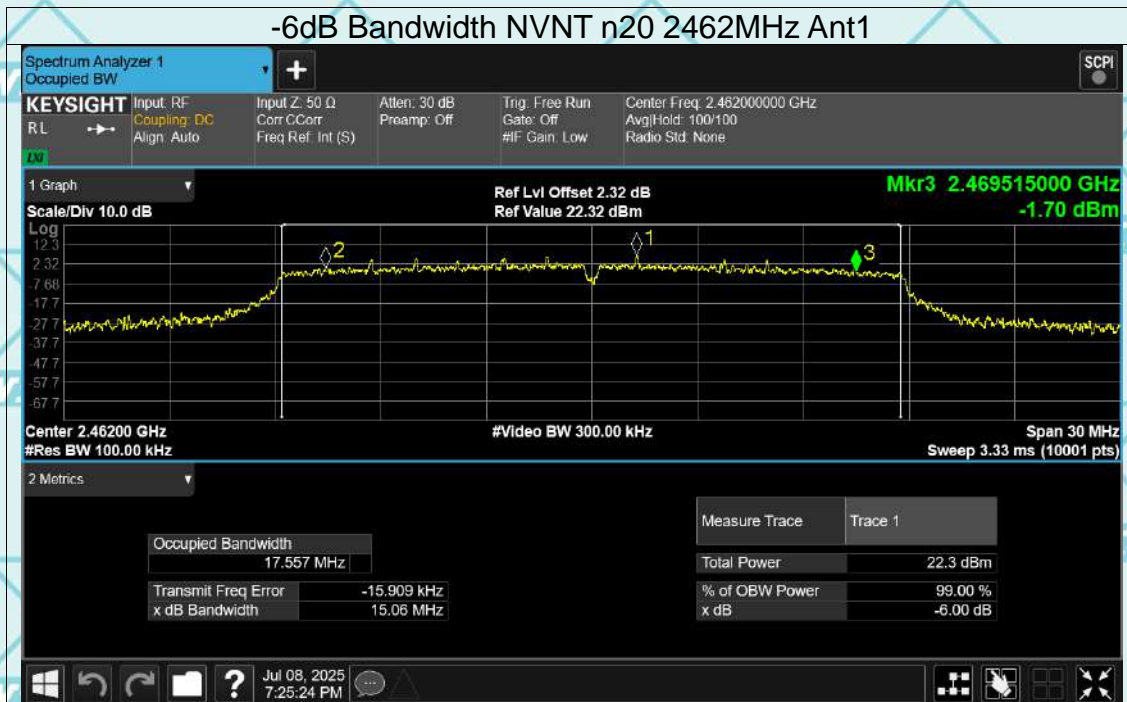 -6dB Bandwidth NVNT n20 2462MHz Ant1
Spectrum Analyzer 1
Occupied BW
+
SCPI
KEYSIGHT
RL
LXI
Input: RF
Coupling: DC
Align: Auto
Input Z: 50 Ω
Corr CCorr
Freq Ref: Int (S)
Atten: 30 dB
Preamp: Off
Trig: Free Run
Gate: Off
#IF Gain: Low
Center Freq: 2.462000000 GHz
Avg|Hold: 100/100
Radio Std: None
1 Graph
Scale/Div 10.0 dB
Ref Lvl Offset 2.32 dB
Ref Value 22.32 dBm
Mkr3 2.469515000 GHz
-1.70 dBm
Log
12.3
2.32
-7.68
-17.7
-27.7
-37.7
-47.7
-57.7
-67.7
2
1
3
Center 2.46200 GHz
#Res BW 100.00 kHz
#Video BW 300.00 kHz
Span 30 MHz
Sweep 3.33 ms (10001 pts)
2 Metrics
Occupied Bandwidth
17.557 MHz
Transmit Freq Error -15.909 kHz
x dB Bandwidth 15.06 MHz
Measure Trace Trace 1
Total Power 22.3 dBm
% of OBW Power 99.00 %
x dB -6.00 dB
?
Jul 08, 2025
7:25:24 PM